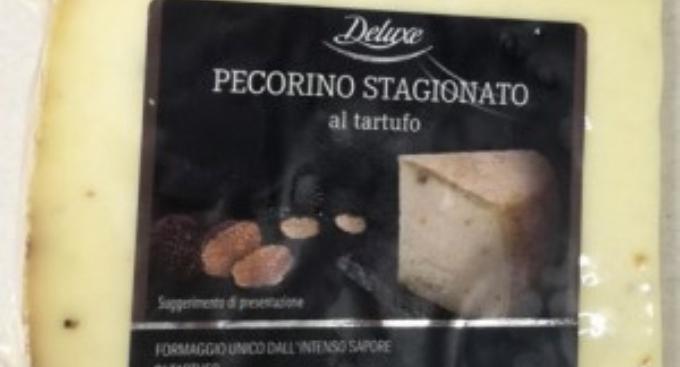 Deluxe
PECORINO STAGIONATO
al tartufo
Suggerimento di presentazione
FORMAGGIO UNICO DALL'INTENSO SAPORE